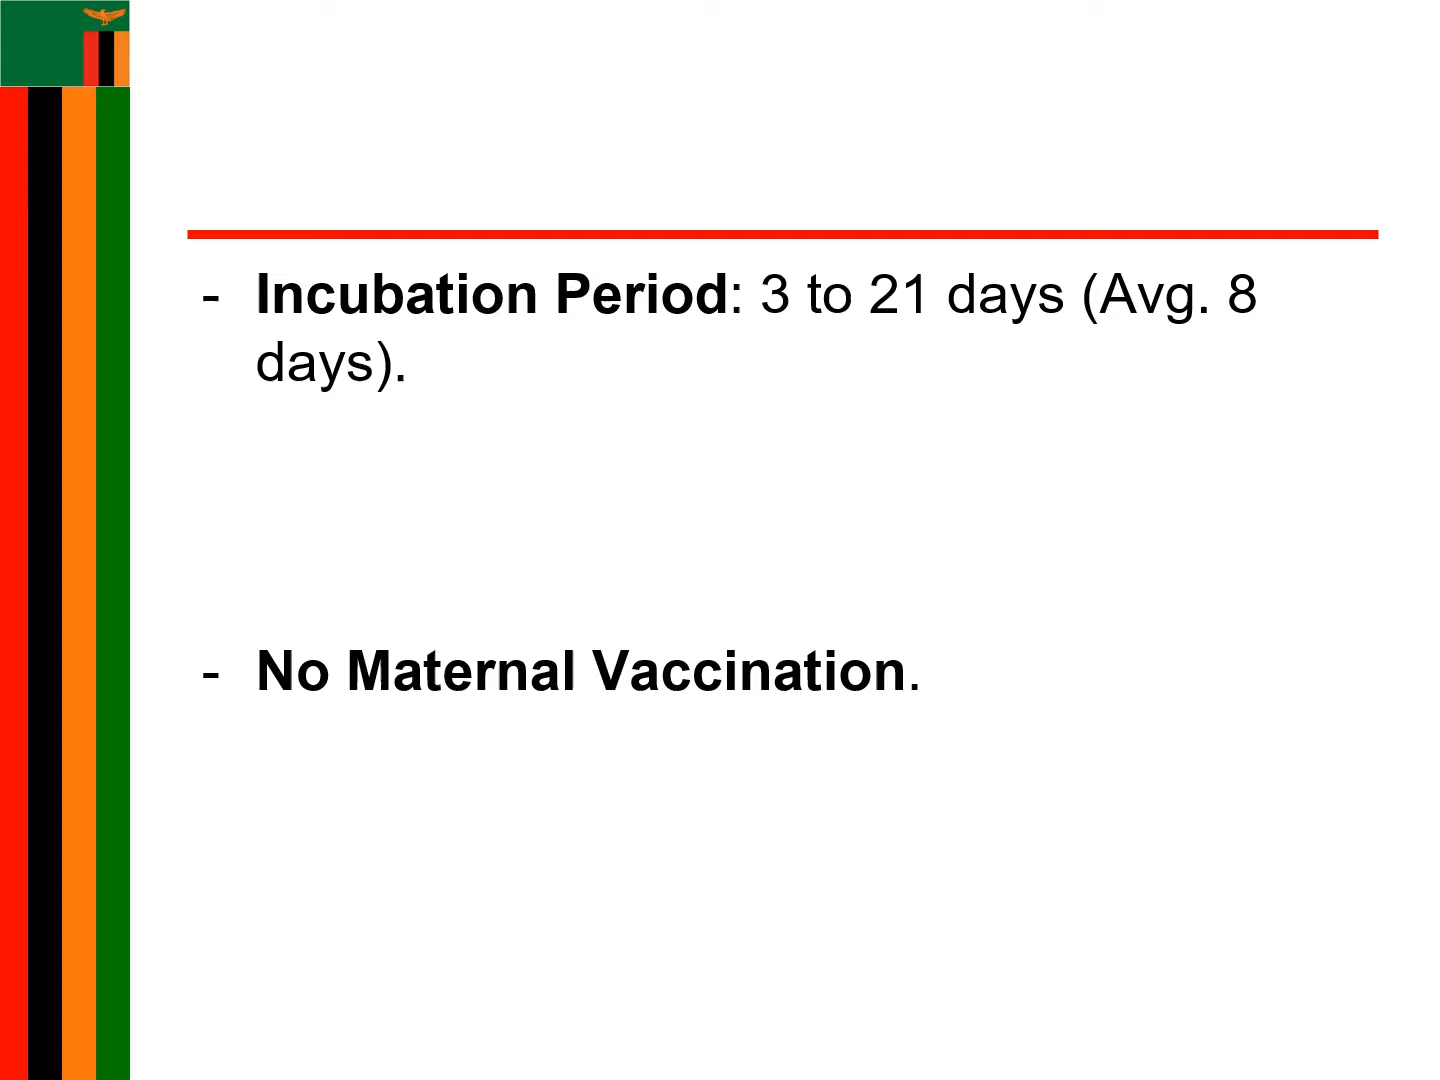 - Incubation Period: 3 to 21 days (Avg. 8
days).
- No Maternal Vaccination.